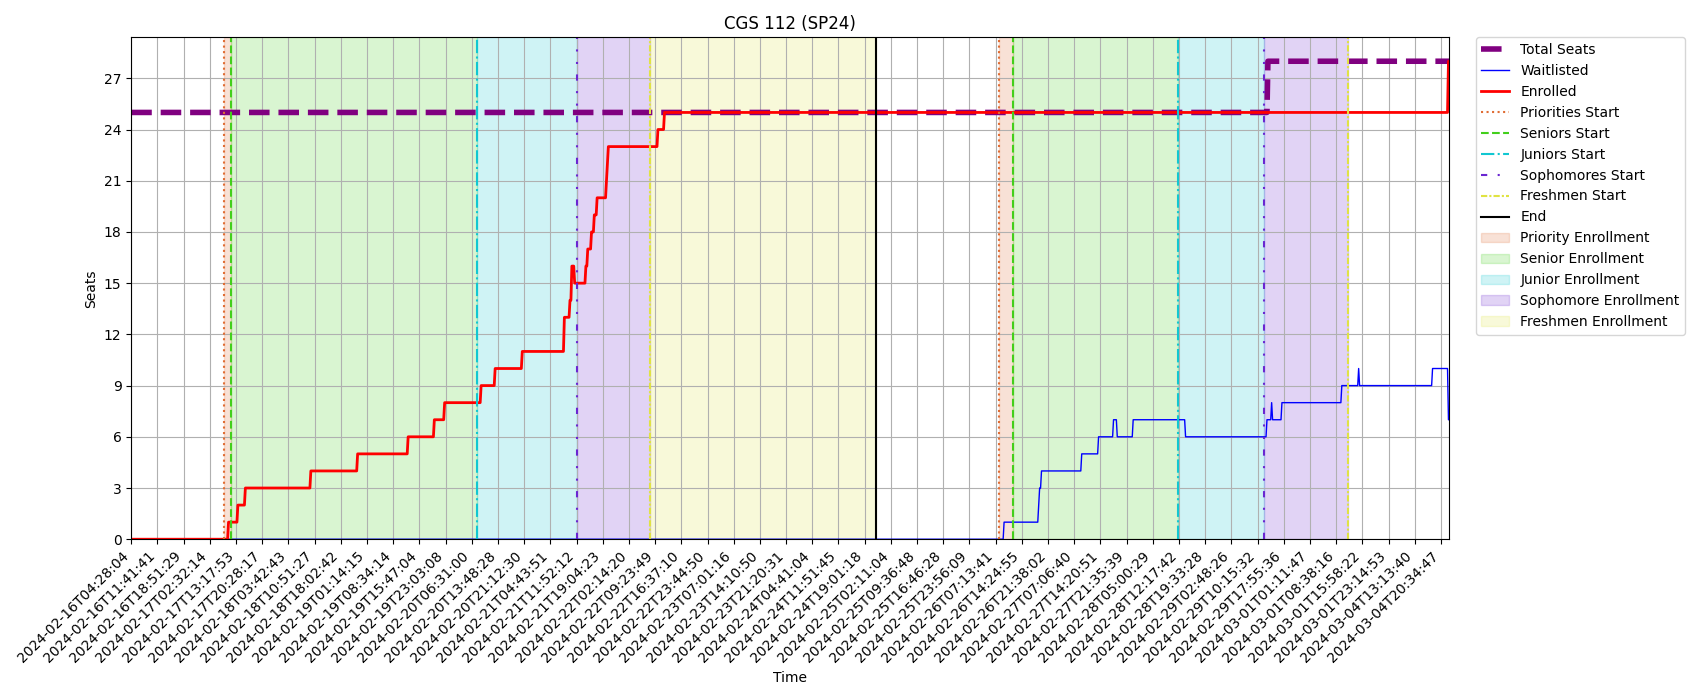 CGS 112 (SP24)
Seats
27
24
21
18
15
12
9
6
3
0
2024-02-16T04:28:04
2024-02-16T11:41:41
2024-02-16T18:51:29
2024-02-17T02:32:14
2024-02-17T13:17:53
2024-02-17T20:28:17
2024-02-18T03:42:43
2024-02-18T10:51:27
2024-02-18T18:02:42
2024-02-19T01:14:15
2024-02-19T08:34:14
2024-02-19T15:47:04
2024-02-19T23:03:08
2024-02-20T06:31:00
2024-02-20T13:48:28
2024-02-20T21:12:30
2024-02-21T04:43:51
2024-02-21T11:52:12
2024-02-21T19:04:23
2024-02-22T02:14:20
2024-02-22T09:23:49
2024-02-22T16:37:10
2024-02-22T23:44:50
2024-02-23T07:01:16
2024-02-23T14:10:50
2024-02-23T21:20:31
2024-02-24T04:41:04
2024-02-24T11:51:45
2024-02-24T19:01:18
2024-02-25T02:11:04
2024-02-25T09:36:48
2024-02-25T16:46:28
2024-02-25T23:56:09
2024-02-26T07:13:41
2024-02-26T14:24:55
2024-02-26T21:38:02
2024-02-27T07:06:40
2024-02-27T14:20:51
2024-02-27T21:35:39
2024-02-28T05:00:29
2024-02-28T12:17:42
2024-02-28T19:33:28
2024-02-29T02:48:26
2024-02-29T10:15:32
2024-02-29T17:55:36
2024-03-01T01:11:47
2024-03-01T08:38:16
2024-03-01T15:58:22
2024-03-01T23:14:53
2024-03-04T13:13:40
2024-03-04T20:34:47
Time
Total Seats
Waitlisted
Enrolled
Priorities Start
Seniors Start
Juniors Start
Sophomores Start
Freshmen Start
End
Priority Enrollment
Senior Enrollment
Junior Enrollment
Sophomore Enrollment
Freshmen Enrollment